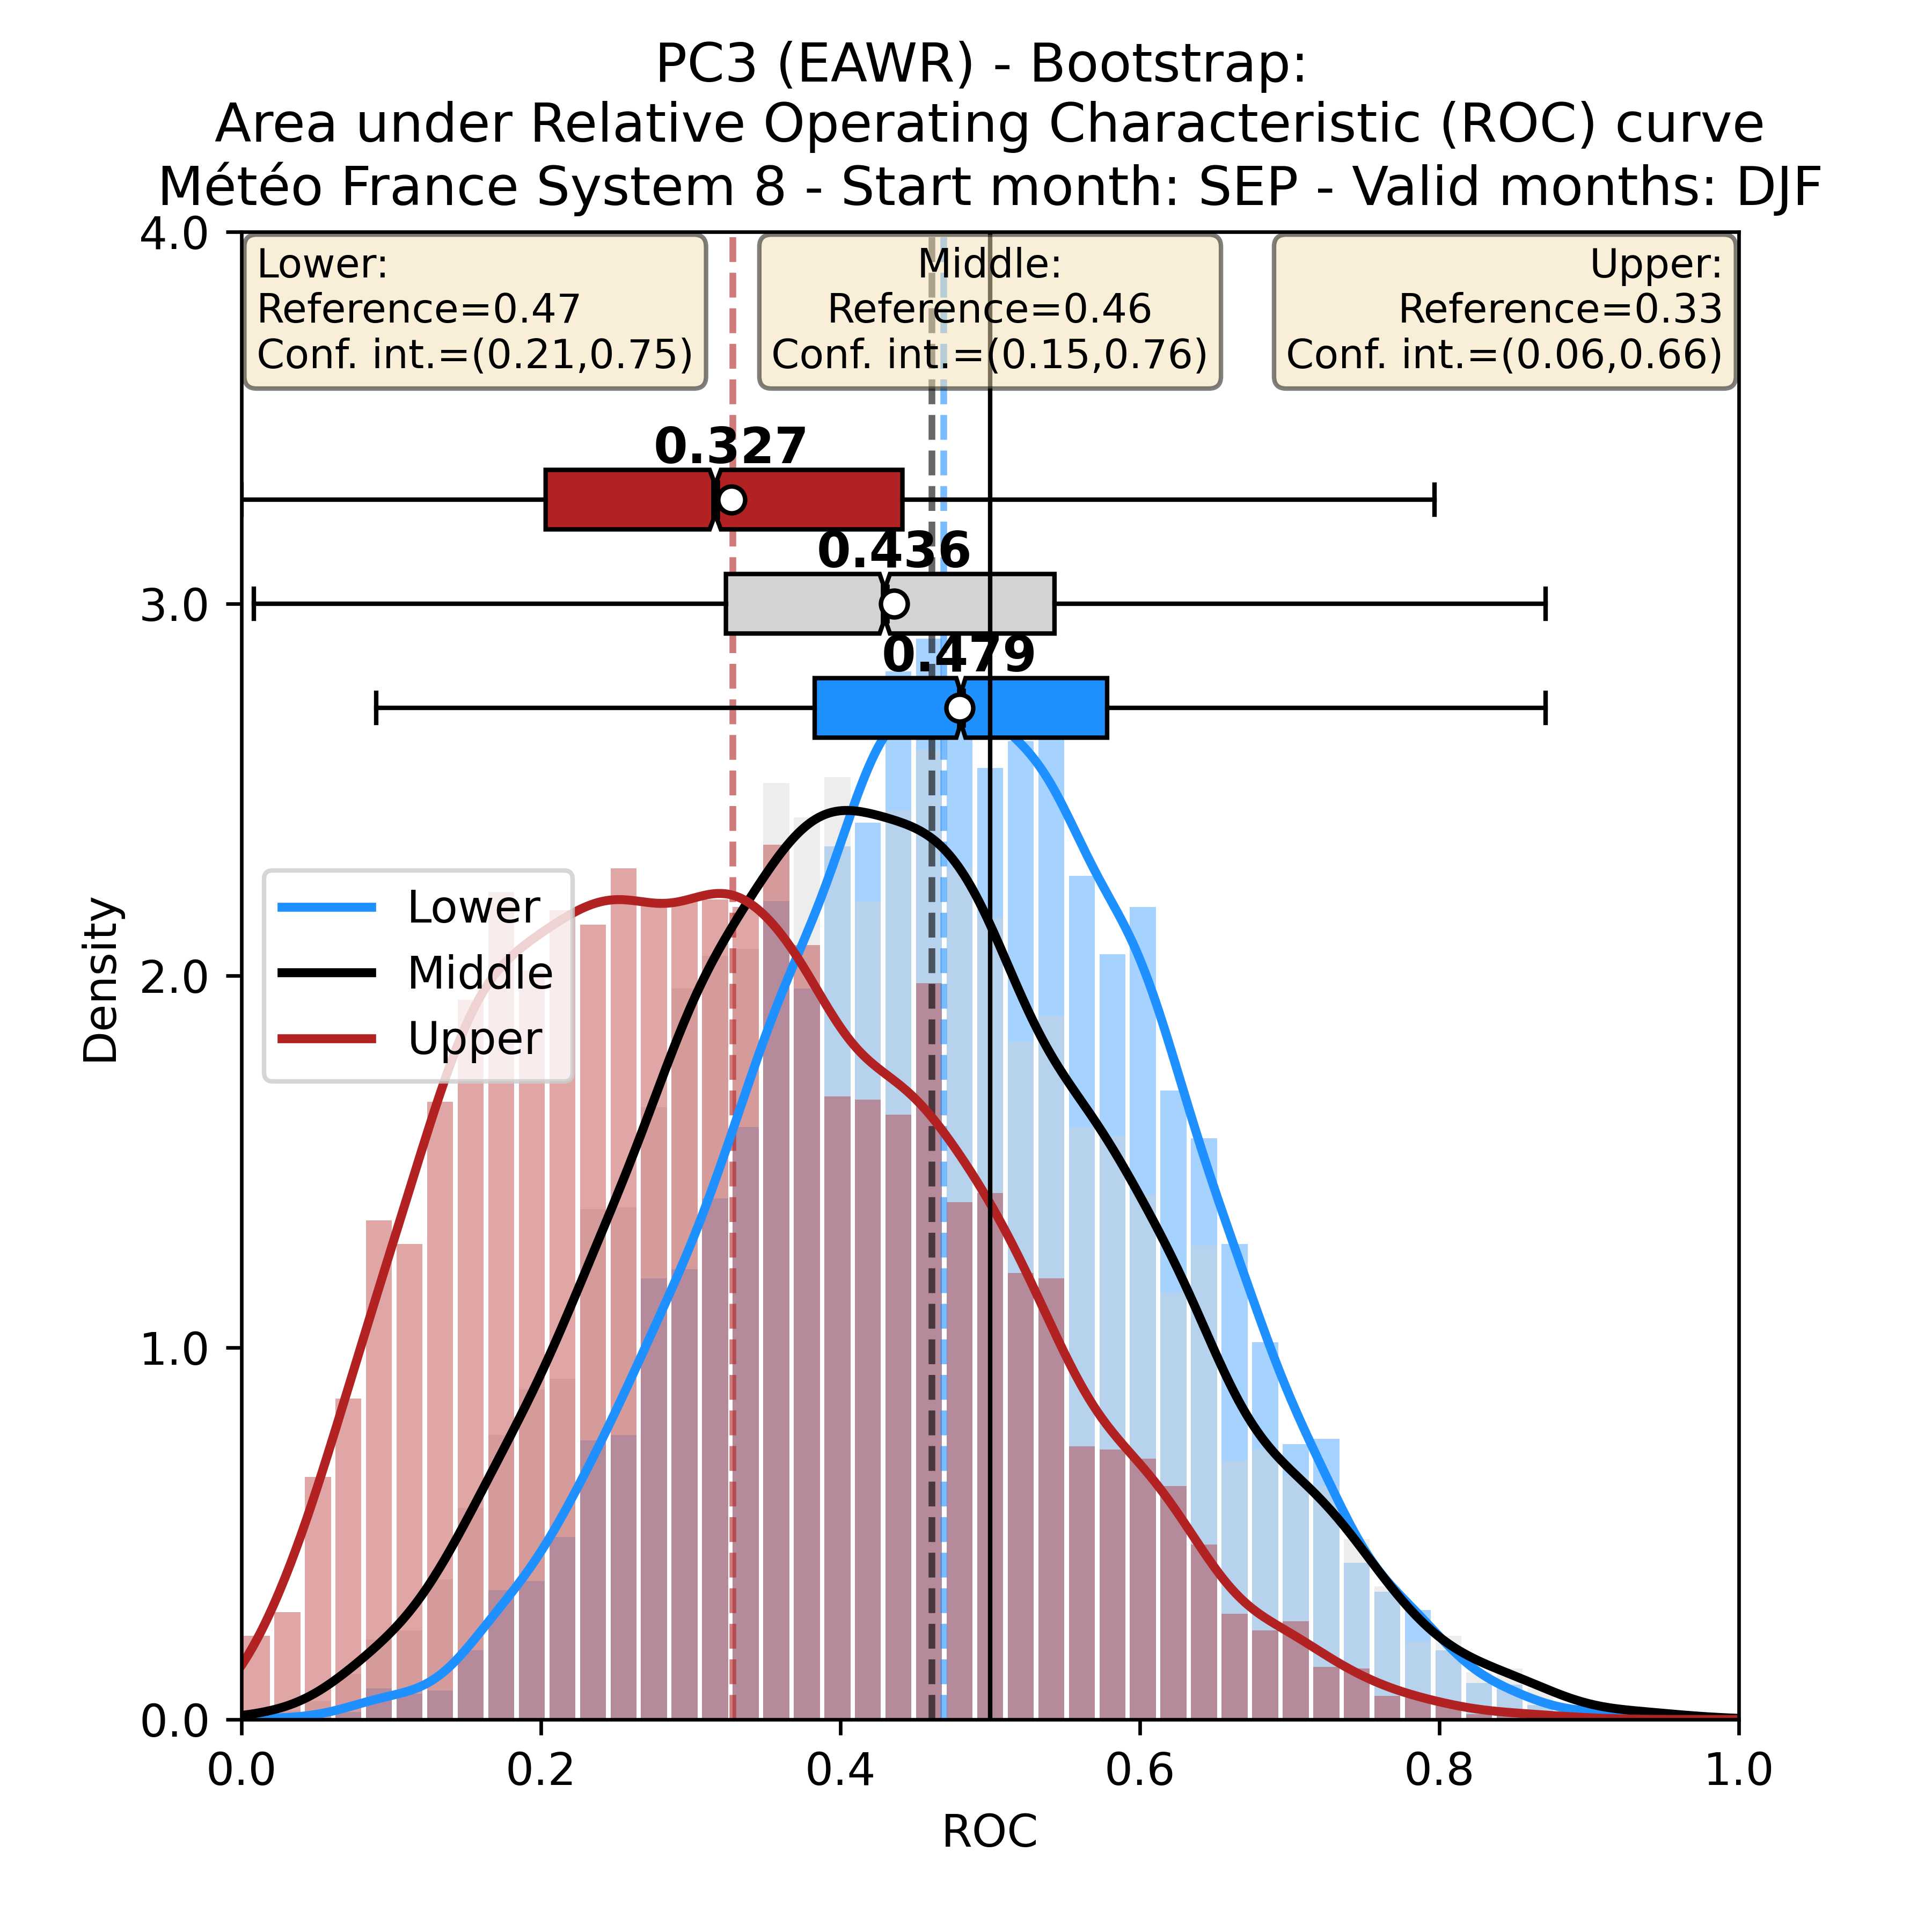 PC3 (EAWR) - Bootstrap:
Area under Relative Operating Characteristic (ROC) curve
Météo France System 8 - Start month: SEP - Valid months: DJF
4.0
3.0
2.0
1.0
0.0
Density
Lower:
Reference=0.47
Conf. int.=(0.21,0.75)
Middle:
Reference=0.46
Conf. int.=(0.15,0.76)
Upper:
Reference=0.33
Conf. int.=(0.06,0.66)
0.327
0.436
0.479
Lower
Middle
Upper
0.0
0.2
0.4
0.6
0.8
1.0
ROC